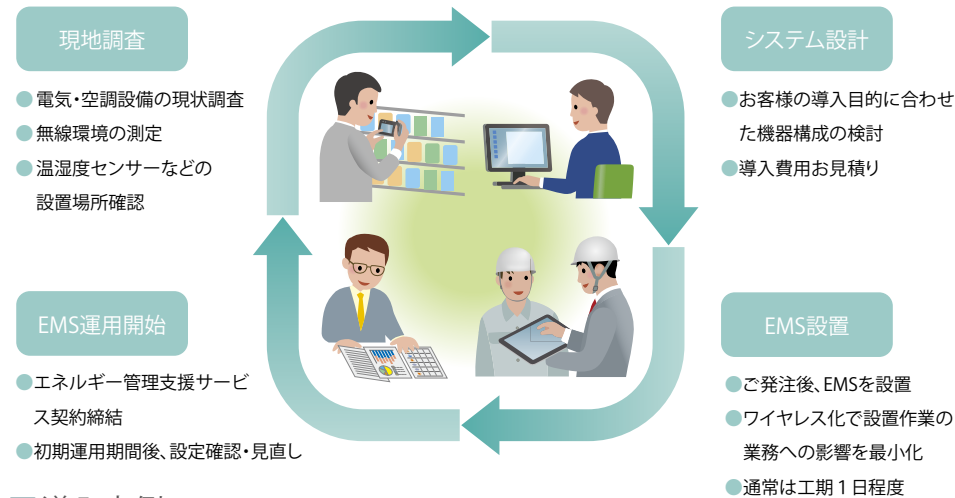 現地調査
●電気・空調設備の現状調査
●無線環境の測定
●温湿度センサーなどの
設置場所確認
システム設計
●お客様の導入目的に合わせ
た機器構成の検討
●導入費用お見積り
EMS設置
●ご発注後、EMSを設置
●ワイヤレス化で設置作業の
業務への影響を最小化
●通常は工期1日程度
EMS運用開始
●エネルギー管理支援サービ
ス契約締結
●初期運用期間後、設定確認・見直し